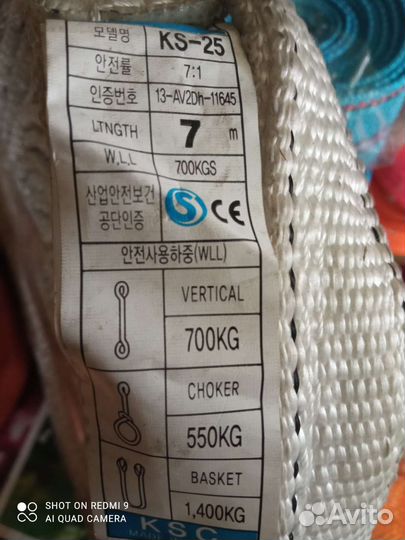 모델명 KS-25
안전률 7:1
인증번호 13-AV2Dh-11645
LTNGTH 7 m
W.L.L 700KGS
산업안전보건
공단인증 S CE
안전사용하중(WLL)
VERTICAL
700KG
CHOKER
550KG
BASKET
1,400KG
KSC
SHOT ON REDMI 9
AI QUAD CAMERA
Avito